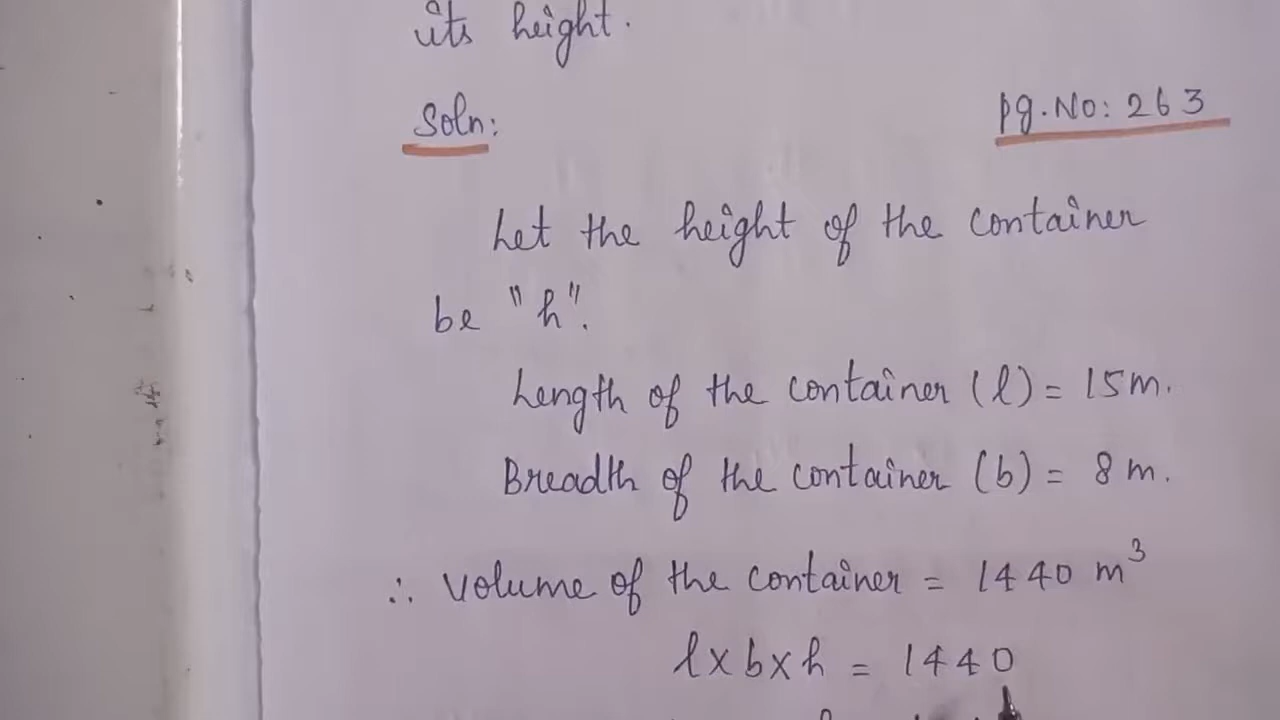 its height.
Soln:
pg.No: 263
Let the height of the container
be "h".
Length of the container (l) = 15m.
Breadth of the container (b) = 8 m.
∴ Volume of the container = 1440 m³
l x b x h = 1440